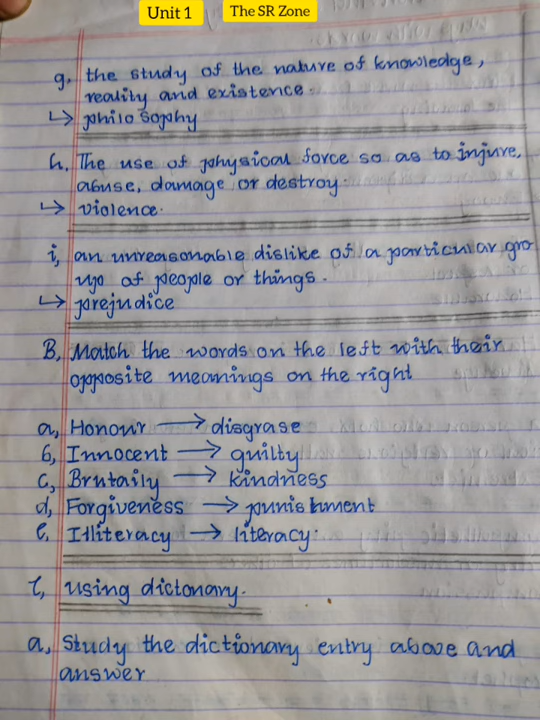 Unit 1
The SR Zone
g, the study of the nature of knowledge,
reality and existence.
↳ philosophy
h, The use of physical force so as to injure,
abuse, damage or destroy.
↳ violence.
i, an unreasonable dislike of a particular gro
up of people or things.
↳ prejudice
B, Match the words on the left with their
opposite meanings on the right
a, Honour → disgrase
b, Innocent → guilty
c, Brutaily → kindness
d, Forgiveness → punishment
e, Illiteracy → literacy.
C, using dictonary.
a, Study the dictionary entry above and
answer